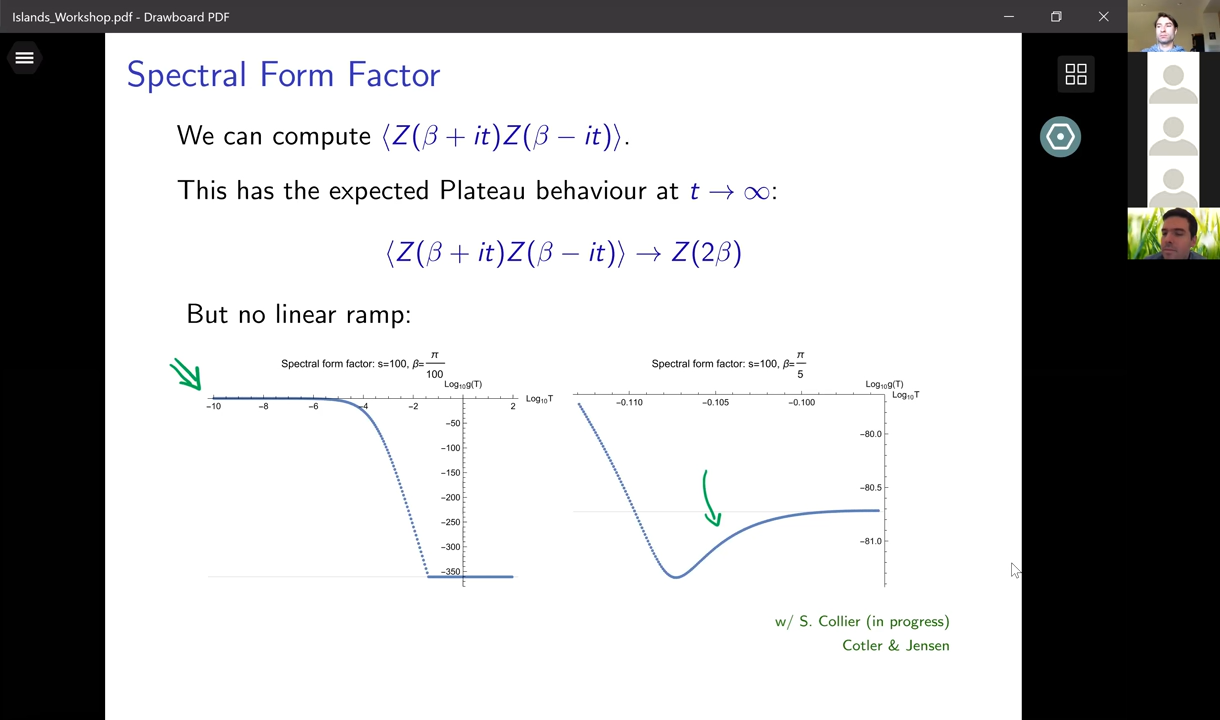 Islands_Workshop.pdf - Drawboard PDF
Spectral Form Factor
We can compute ⟨Z(β + it)Z(β − it)⟩.
This has the expected Plateau behaviour at t → ∞:
⟨Z(β + it)Z(β − it)⟩ → Z(2β)
But no linear ramp:
Spectral form factor: s=100, β=π/100
Log₁₀g(T)
Log₁₀T
−10 −8 −6 −4 −2 2
−50
−100
−150
−200
−250
−300
−350
Spectral form factor: s=100, β=π/5
Log₁₀g(T)
Log₁₀T
−0.110 −0.105 −0.100
−80.0
−80.5
−81.0
w/ S. Collier (in progress)
Cotler & Jensen